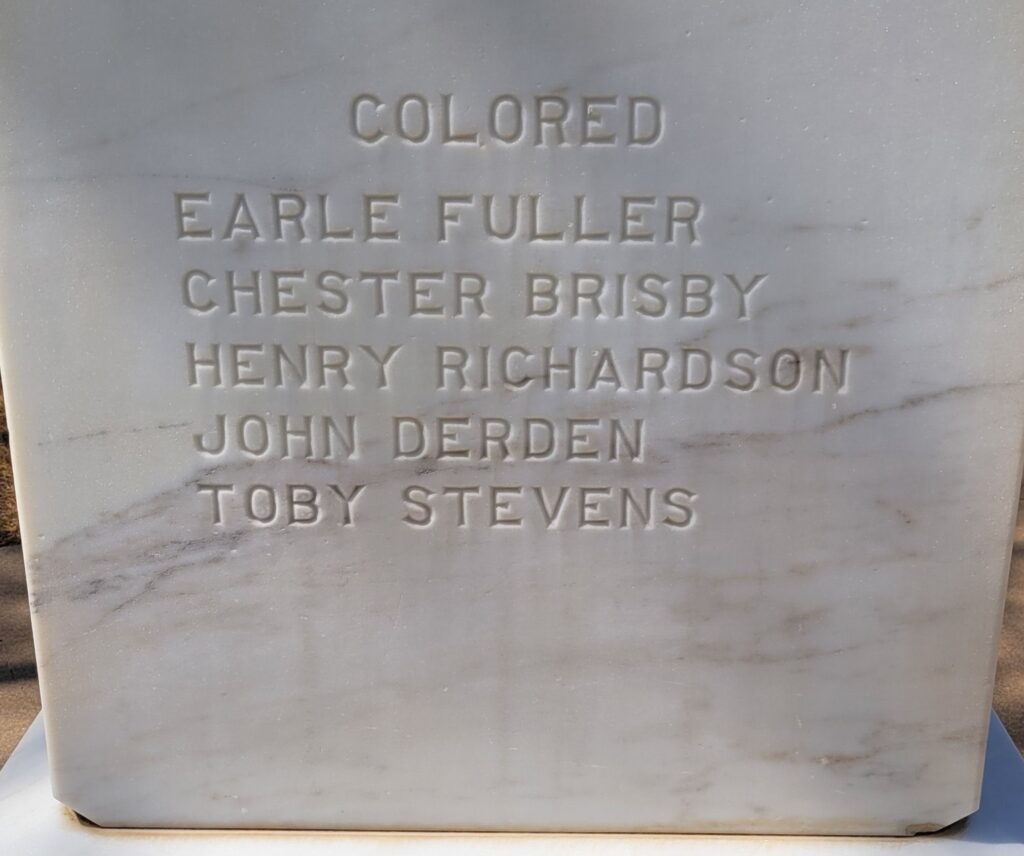 COLORED
EARLE FULLER
CHESTER BRISBY
HENRY RICHARDSON
JOHN DERDEN
TOBY STEVENS